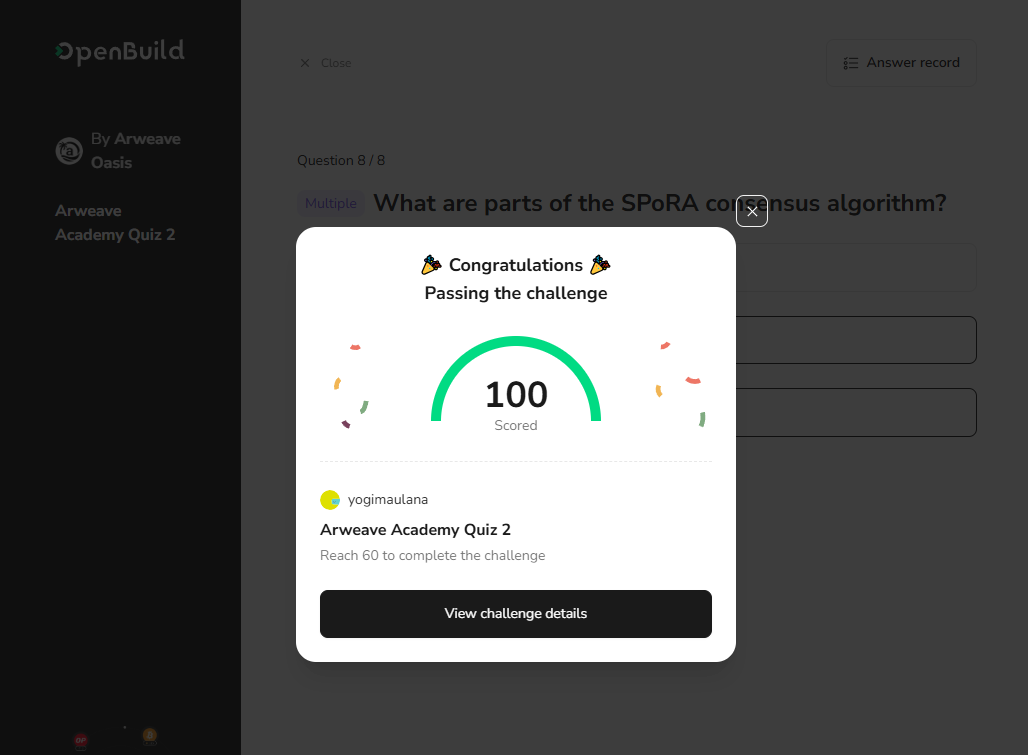 OpenBuild
By Arweave
Oasis
Arweave
Academy Quiz 2
Close
Answer record
Question 8 / 8
Multiple What are parts of the SPoRA consensus algorithm?
Congratulations
Passing the challenge
100
Scored
yogimaulana
Arweave Academy Quiz 2
Reach 60 to complete the challenge
View challenge details